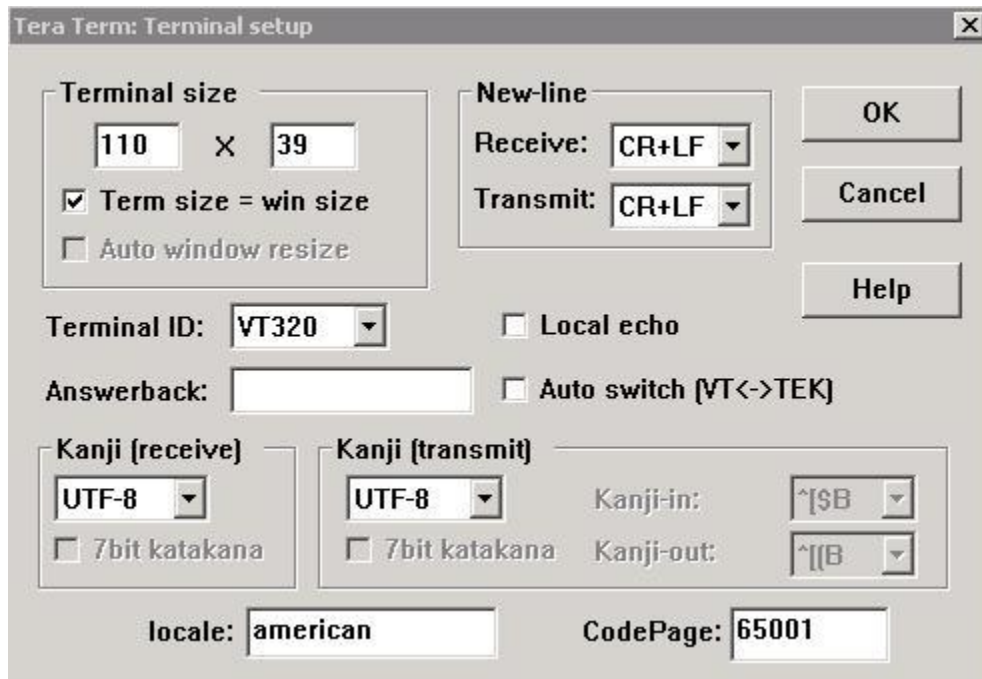 Tera Term: Terminal setup
Terminal size
110 X 39
Term size = win size
Auto window resize
New-line
Receive: CR+LF
Transmit: CR+LF
OK
Cancel
Help
Terminal ID: VT320
Local echo
Answerback:
Auto switch (VT<->TEK)
Kanji (receive)
UTF-8
7bit katakana
Kanji (transmit)
UTF-8
7bit katakana
Kanji-in: ^[$B
Kanji-out: ^[(B
locale: american
CodePage: 65001